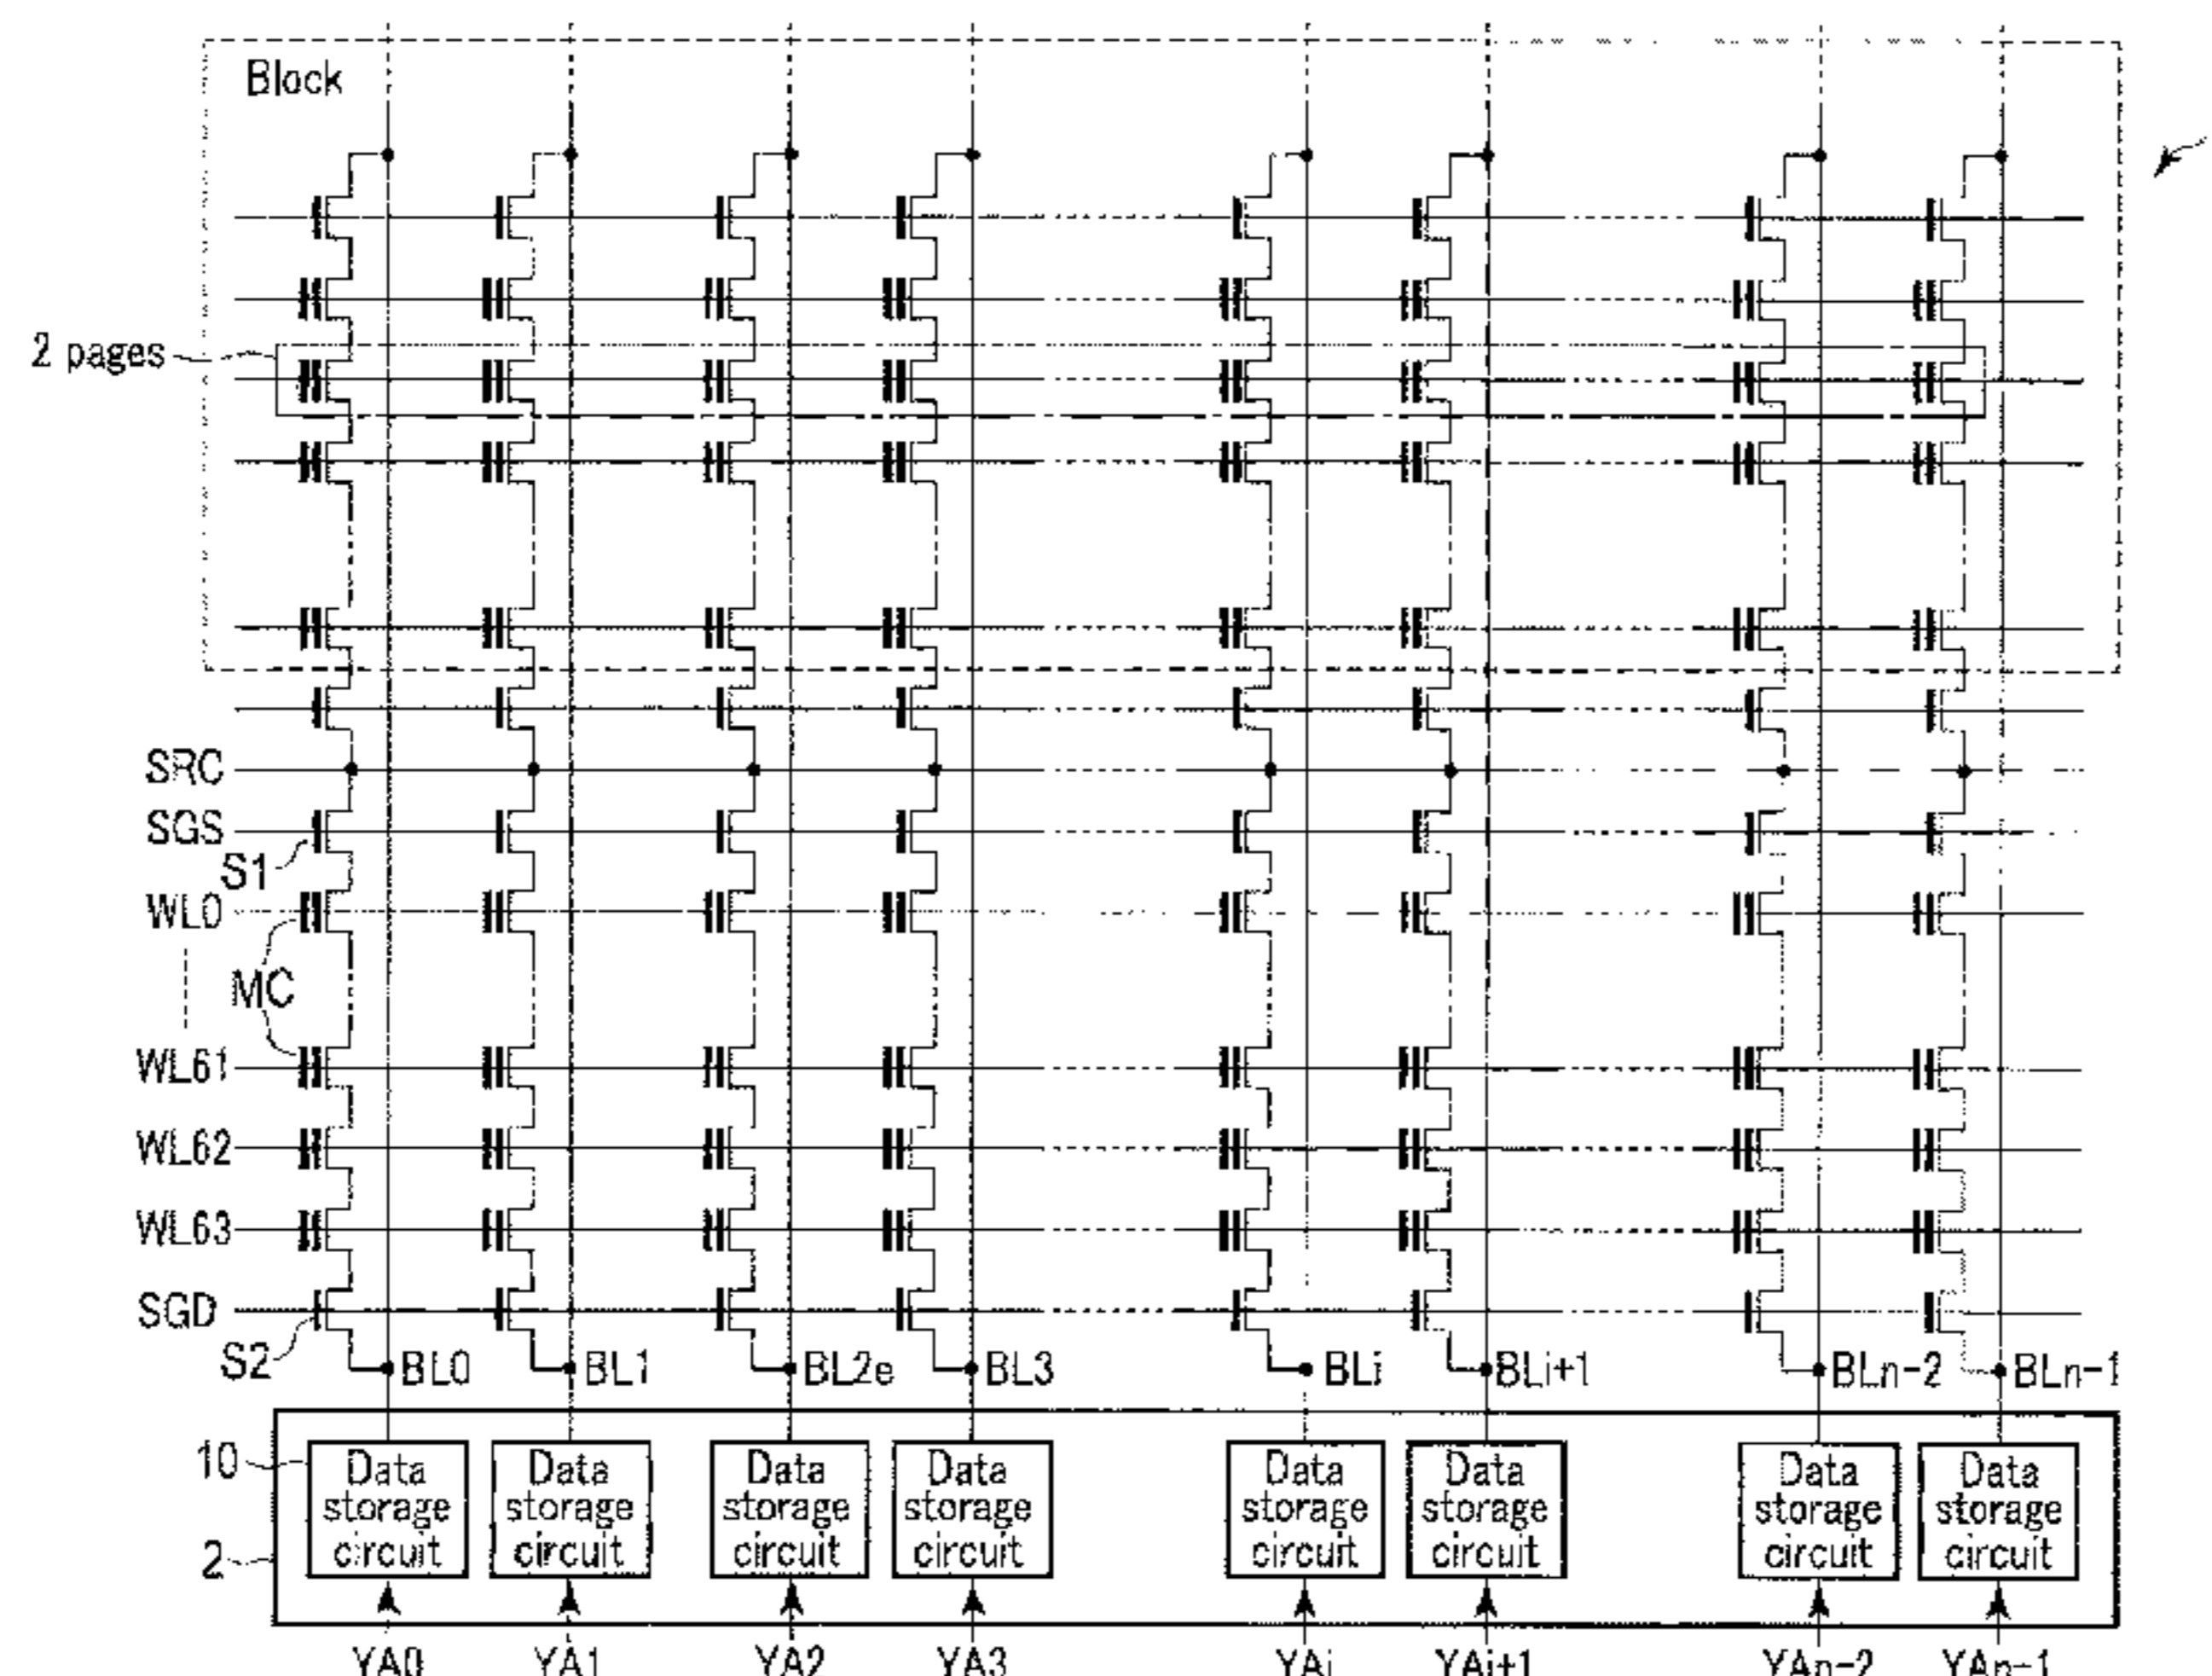 Block
2 pages
SRC
SGS
S1
WL0
MC
WL61
WL62
WL63
SGD
S2
BL0
BL1
BL2e
BL3
BLi
BLi+1
BLn-2
BLn-1
10
2
Data
storage
circuit
Data
storage
circuit
Data
storage
circuit
Data
storage
circuit
Data
storage
circuit
Data
storage
circuit
Data
storage
circuit
Data
storage
circuit
YA0
YA1
YA2
YA3
YAi
YAi+1
YAn-2
YAn-1